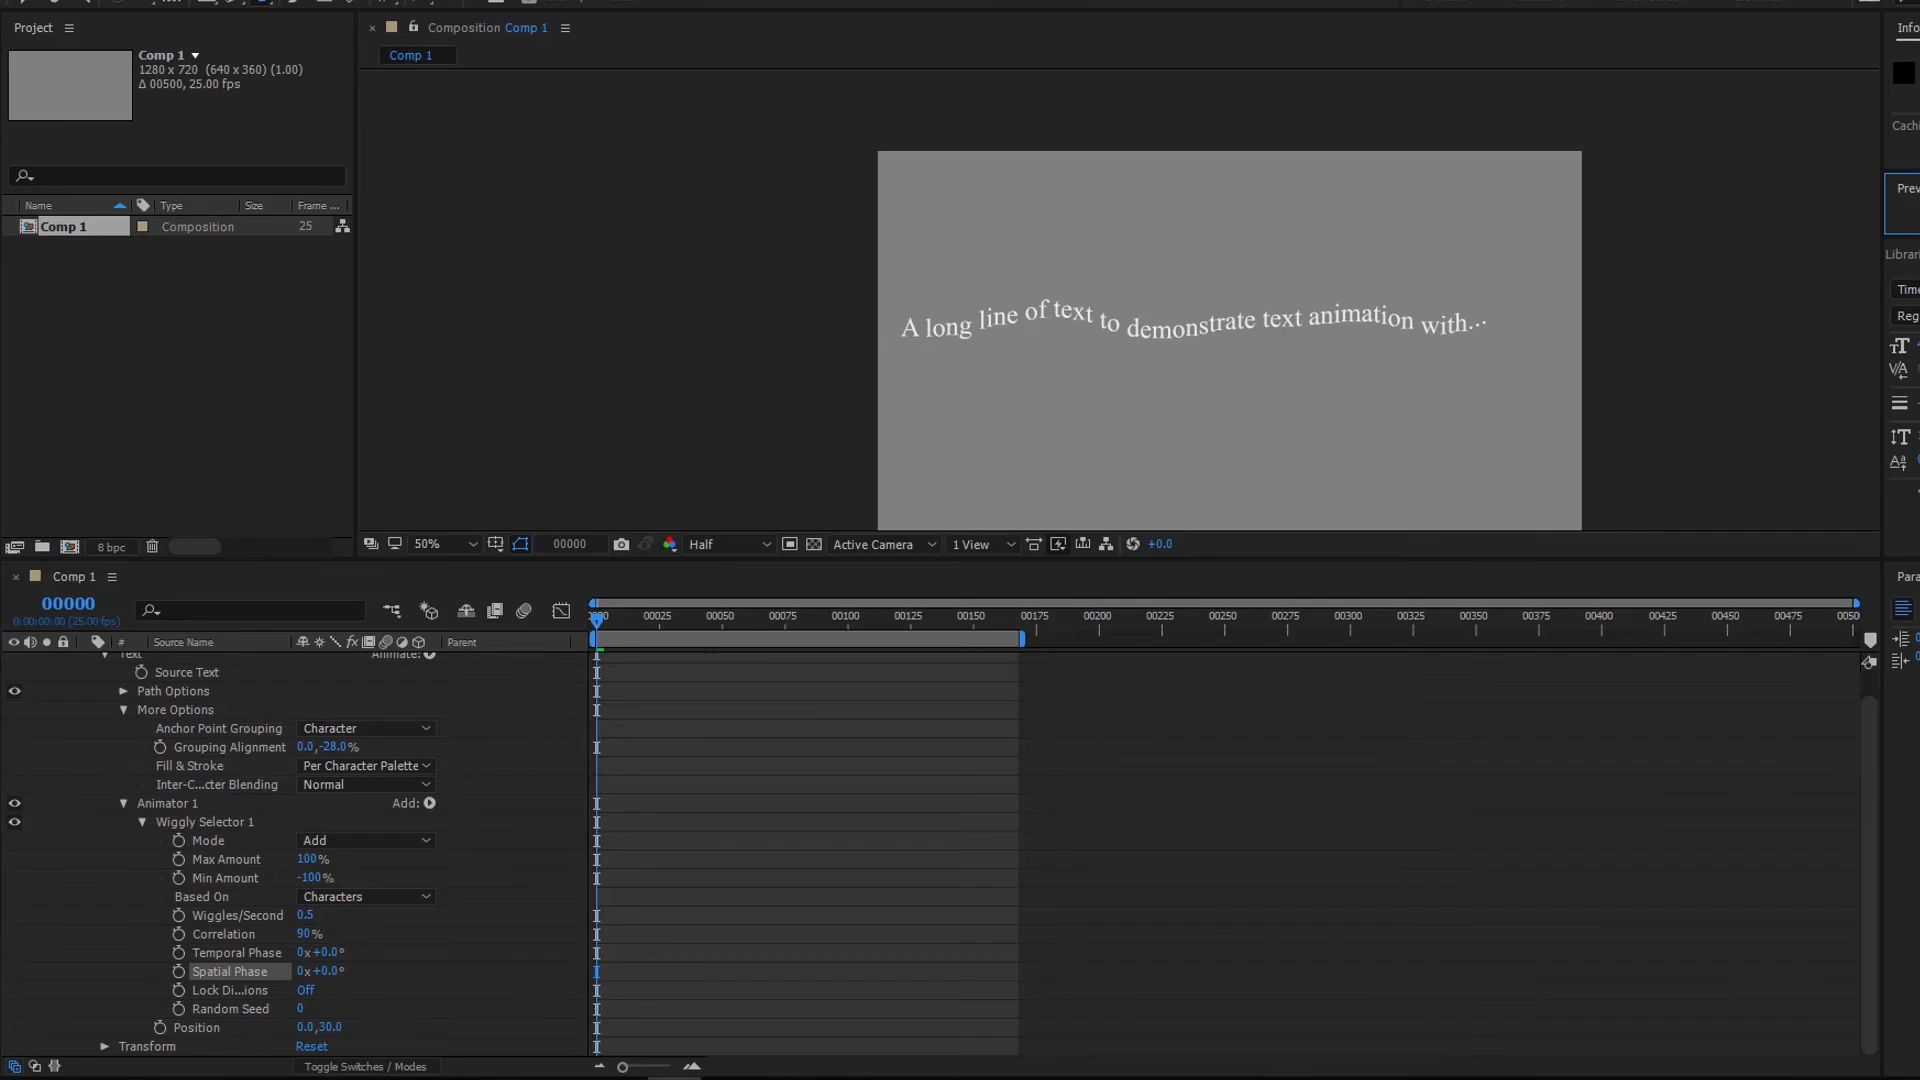 Project
Comp 1
1280 x 720 (640 x 360) (1.00)
Δ 00500, 25.00 fps
Name Type Size Frame ...
Comp 1 Composition 25
8 bpc
Composition Comp 1
Comp 1
A long line of text to demonstrate text animation with...
50% 00000 Half Active Camera 1 View +0.0
Info
Cachi
Prev
Librari
Time
Reg
Para
Comp 1
00000
0:00:00:00 (25.00 fps)
# Source Name Parent
00025 00050 00075 00100 00125 00150 00175 00200 00225 00250 00275 00300 00325 00350 00375 00400 00425 00450 00475 0050
Text Animate:
Source Text
Path Options
More Options
Anchor Point Grouping Character
Grouping Alignment 0.0,-28.0%
Fill & Stroke Per Character Palette
Inter-C...cter Blending Normal
Animator 1 Add:
Wiggly Selector 1
Mode Add
Max Amount 100%
Min Amount -100%
Based On Characters
Wiggles/Second 0.5
Correlation 90%
Temporal Phase 0x+0.0°
Spatial Phase 0x+0.0°
Lock Di...ions Off
Random Seed 0
Position 0.0,30.0
Transform Reset
Toggle Switches / Modes